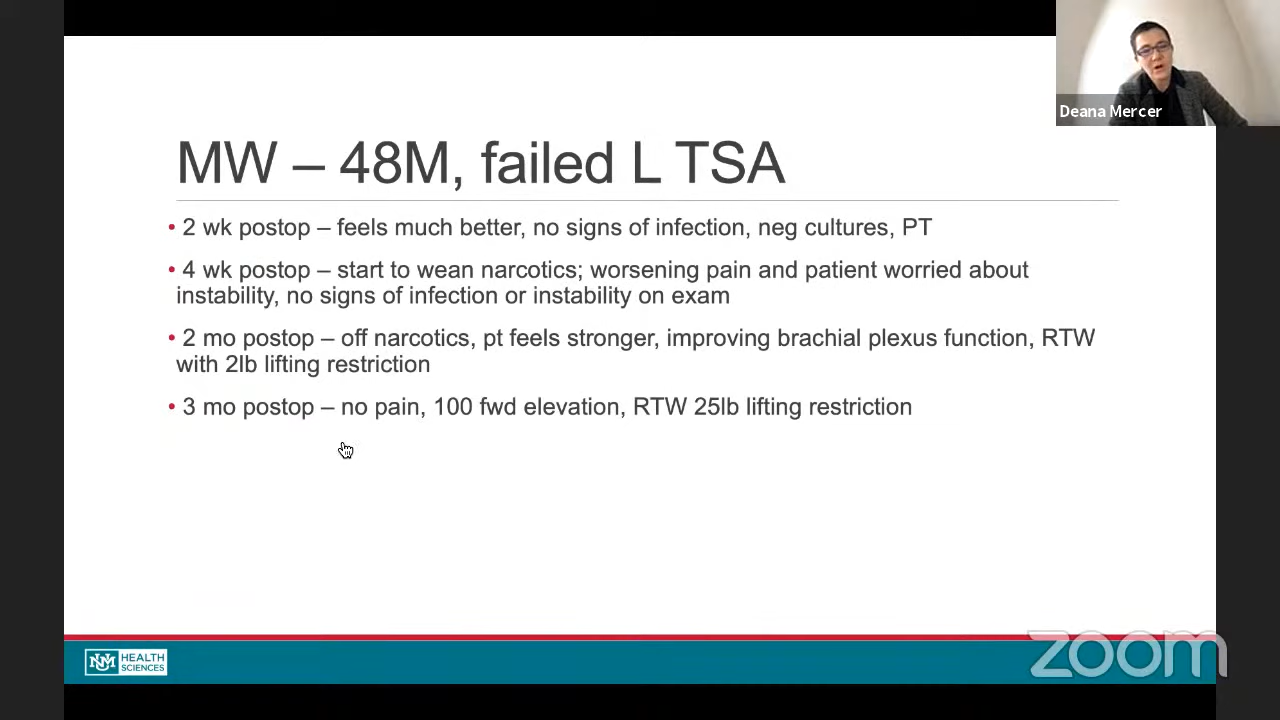 Deana Mercer
MW – 48M, failed L TSA
• 2 wk postop – feels much better, no signs of infection, neg cultures, PT
• 4 wk postop – start to wean narcotics; worsening pain and patient worried about
instability, no signs of infection or instability on exam
• 2 mo postop – off narcotics, pt feels stronger, improving brachial plexus function, RTW
with 2lb lifting restriction
• 3 mo postop – no pain, 100 fwd elevation, RTW 25lb lifting restriction
UNM HEALTH
SCIENCES
zoom